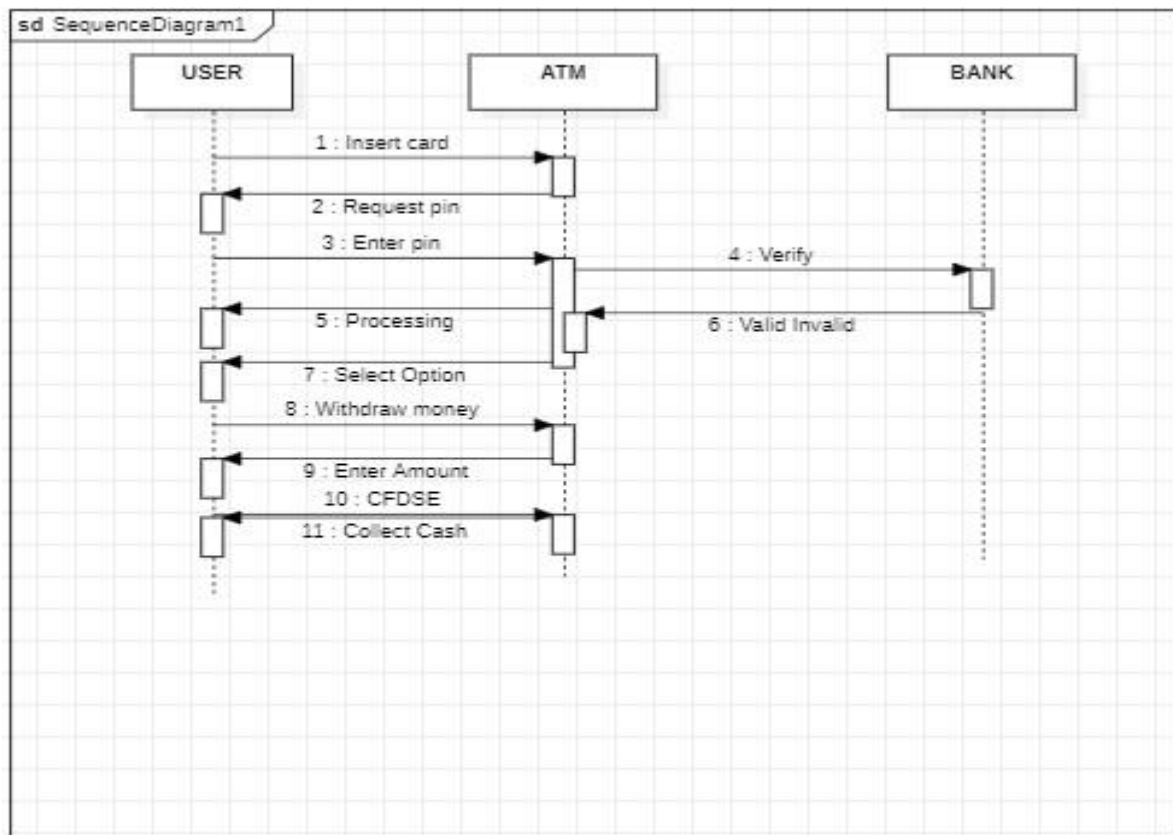 sd SequenceDiagram1
USER
ATM
BANK
1 : Insert card
2 : Request pin
3 : Enter pin
4 : Verify
5 : Processing
6 : Valid Invalid
7 : Select Option
8 : Withdraw money
9 : Enter Amount
10 : CFDSE
11 : Collect Cash